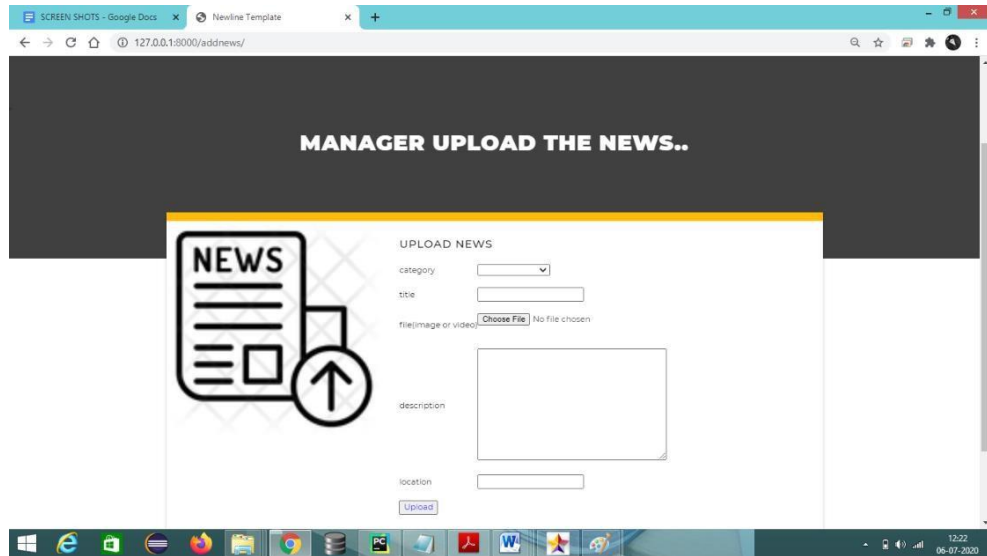 SCREEN SHOTS - Google Docs
Newline Template
127.0.0.1:8000/addnews/
MANAGER UPLOAD THE NEWS..
NEWS
UPLOAD NEWS
category
title
file(image or video)
Choose File No file chosen
description
location
Upload
PC
W
12:22
06-07-2020